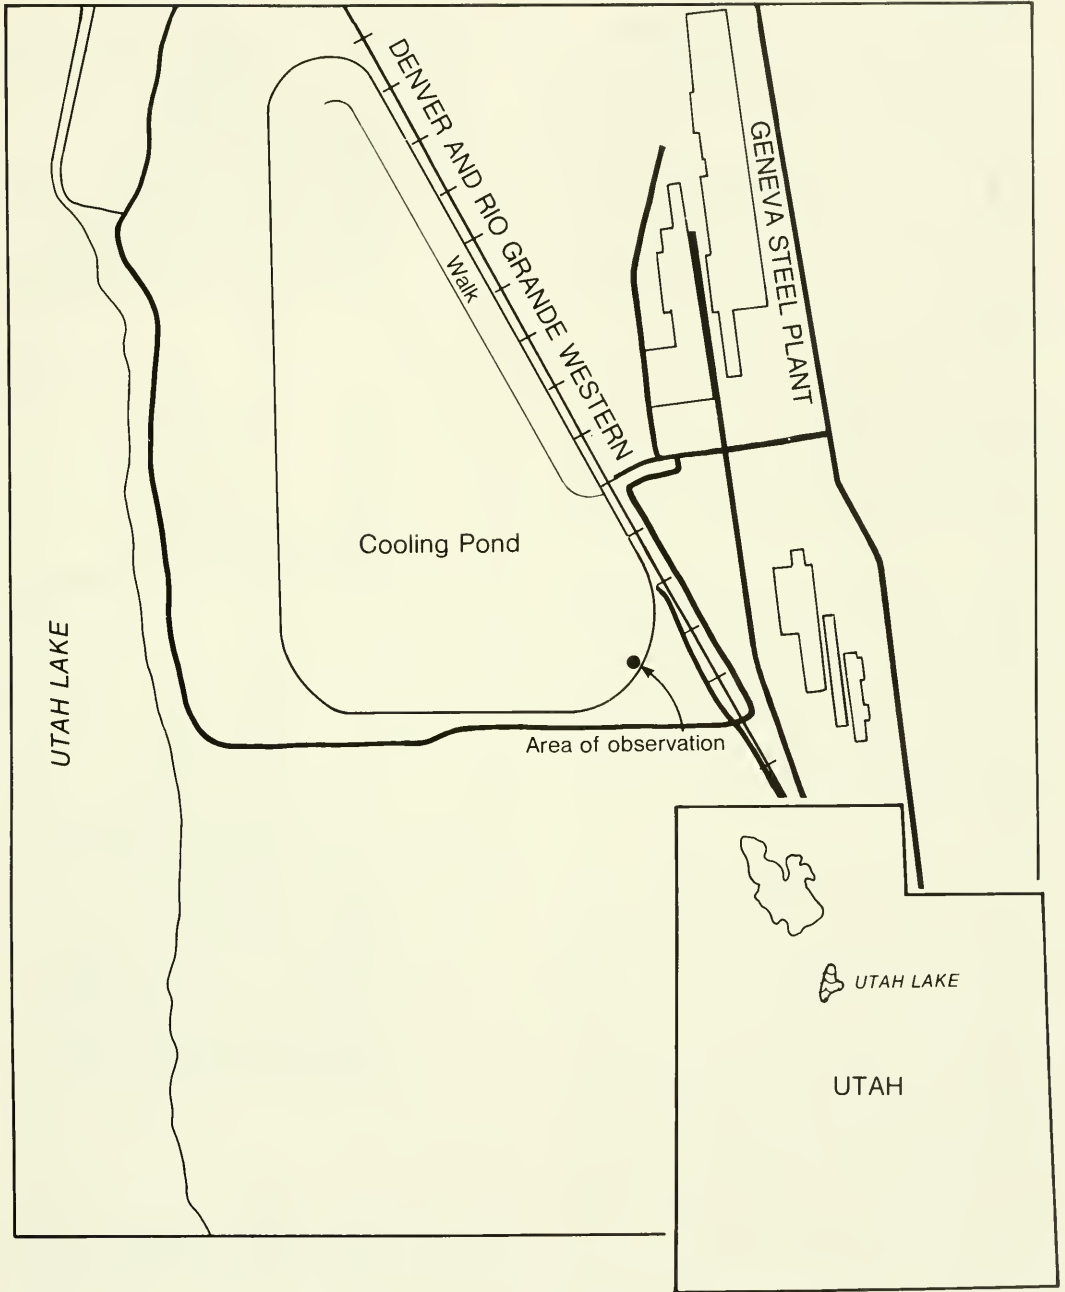 DENVER AND RIO GRANDE WESTERN
GENEVA STEEL PLANT
Walk
Cooling Pond
UTAH LAKE
Area of observation
UTAH LAKE
UTAH